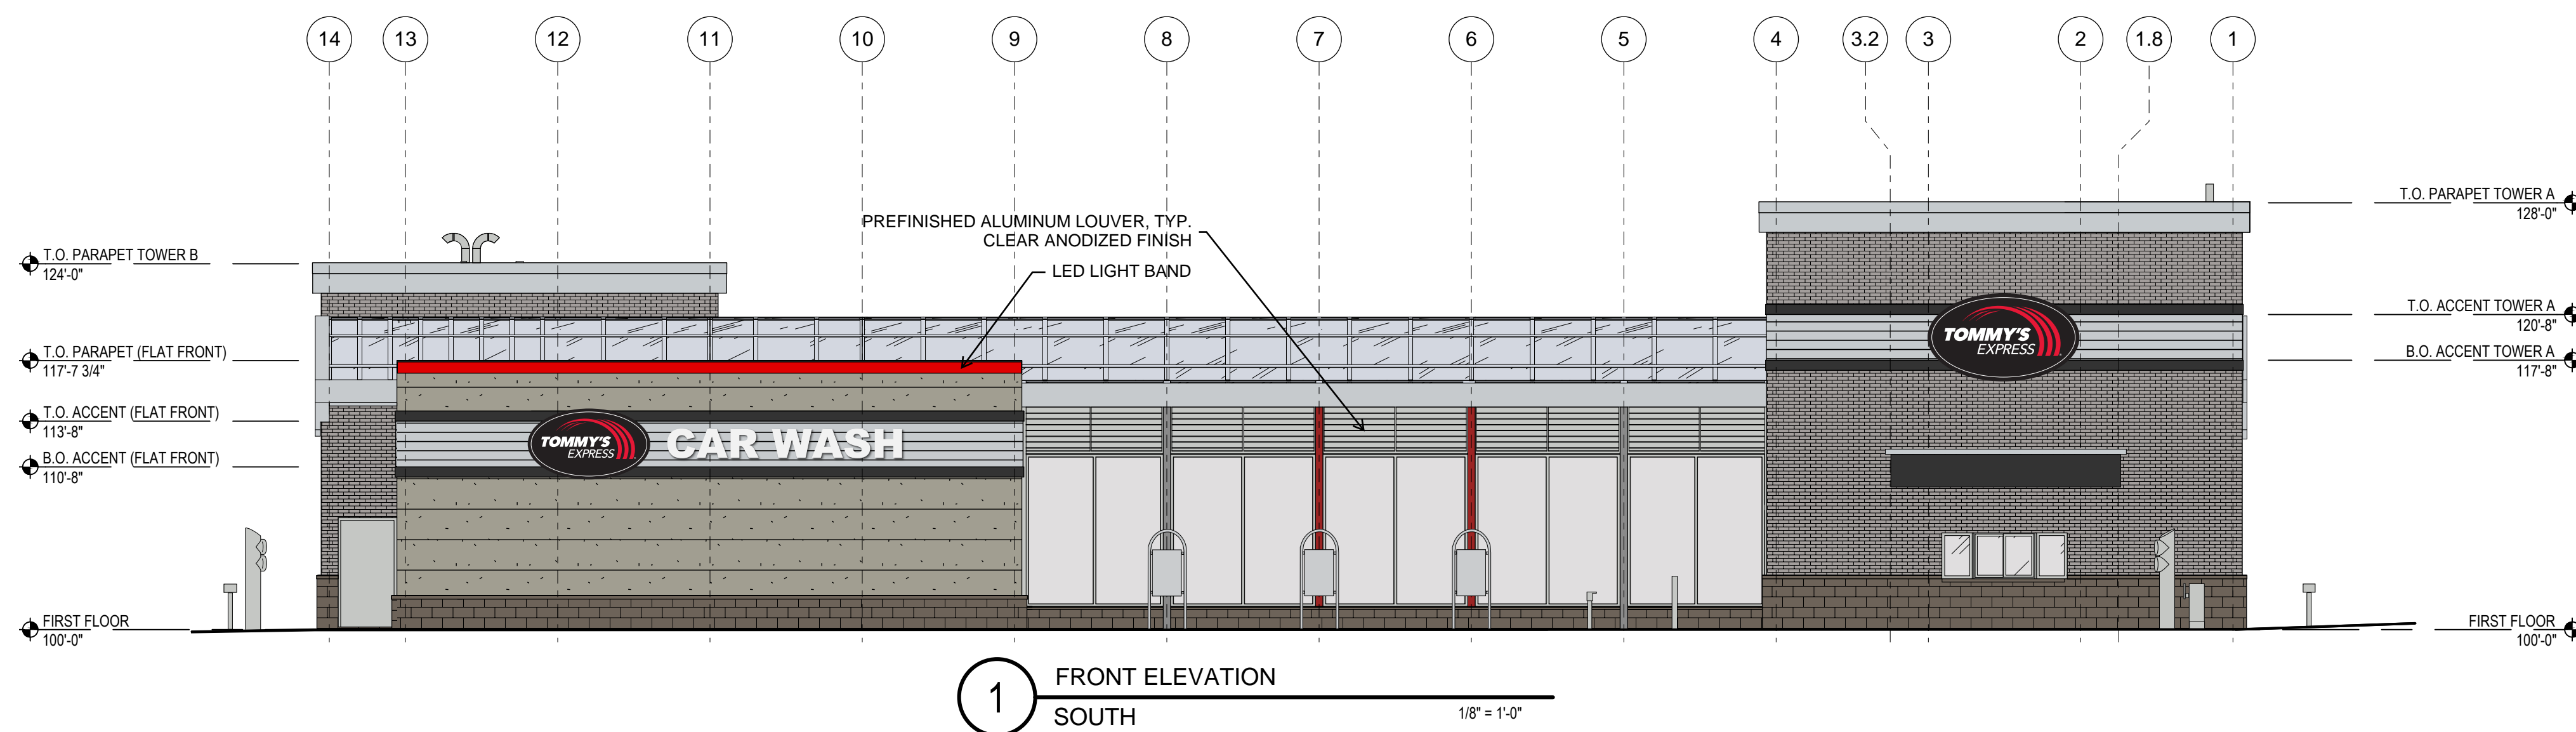 14 13 12 11 10 9 8 7 6 5 4 3.2 3 2 1.8 1
T.O. PARAPET TOWER A
128'-0"
PREFINISHED ALUMINUM LOUVER, TYP.
CLEAR ANODIZED FINISH
LED LIGHT BAND
T.O. PARAPET TOWER B
124'-0"
T.O. ACCENT TOWER A
120'-8"
TOMMY'S
EXPRESS
B.O. ACCENT TOWER A
117'-8"
T.O. PARAPET (FLAT FRONT)
117'-7 3/4"
T.O. ACCENT (FLAT FRONT)
113'-8"
TOMMY'S
EXPRESS
CAR WASH
B.O. ACCENT (FLAT FRONT)
110'-8"
FIRST FLOOR
100'-0"
FIRST FLOOR
100'-0"
1
FRONT ELEVATION
SOUTH
1/8" = 1'-0"